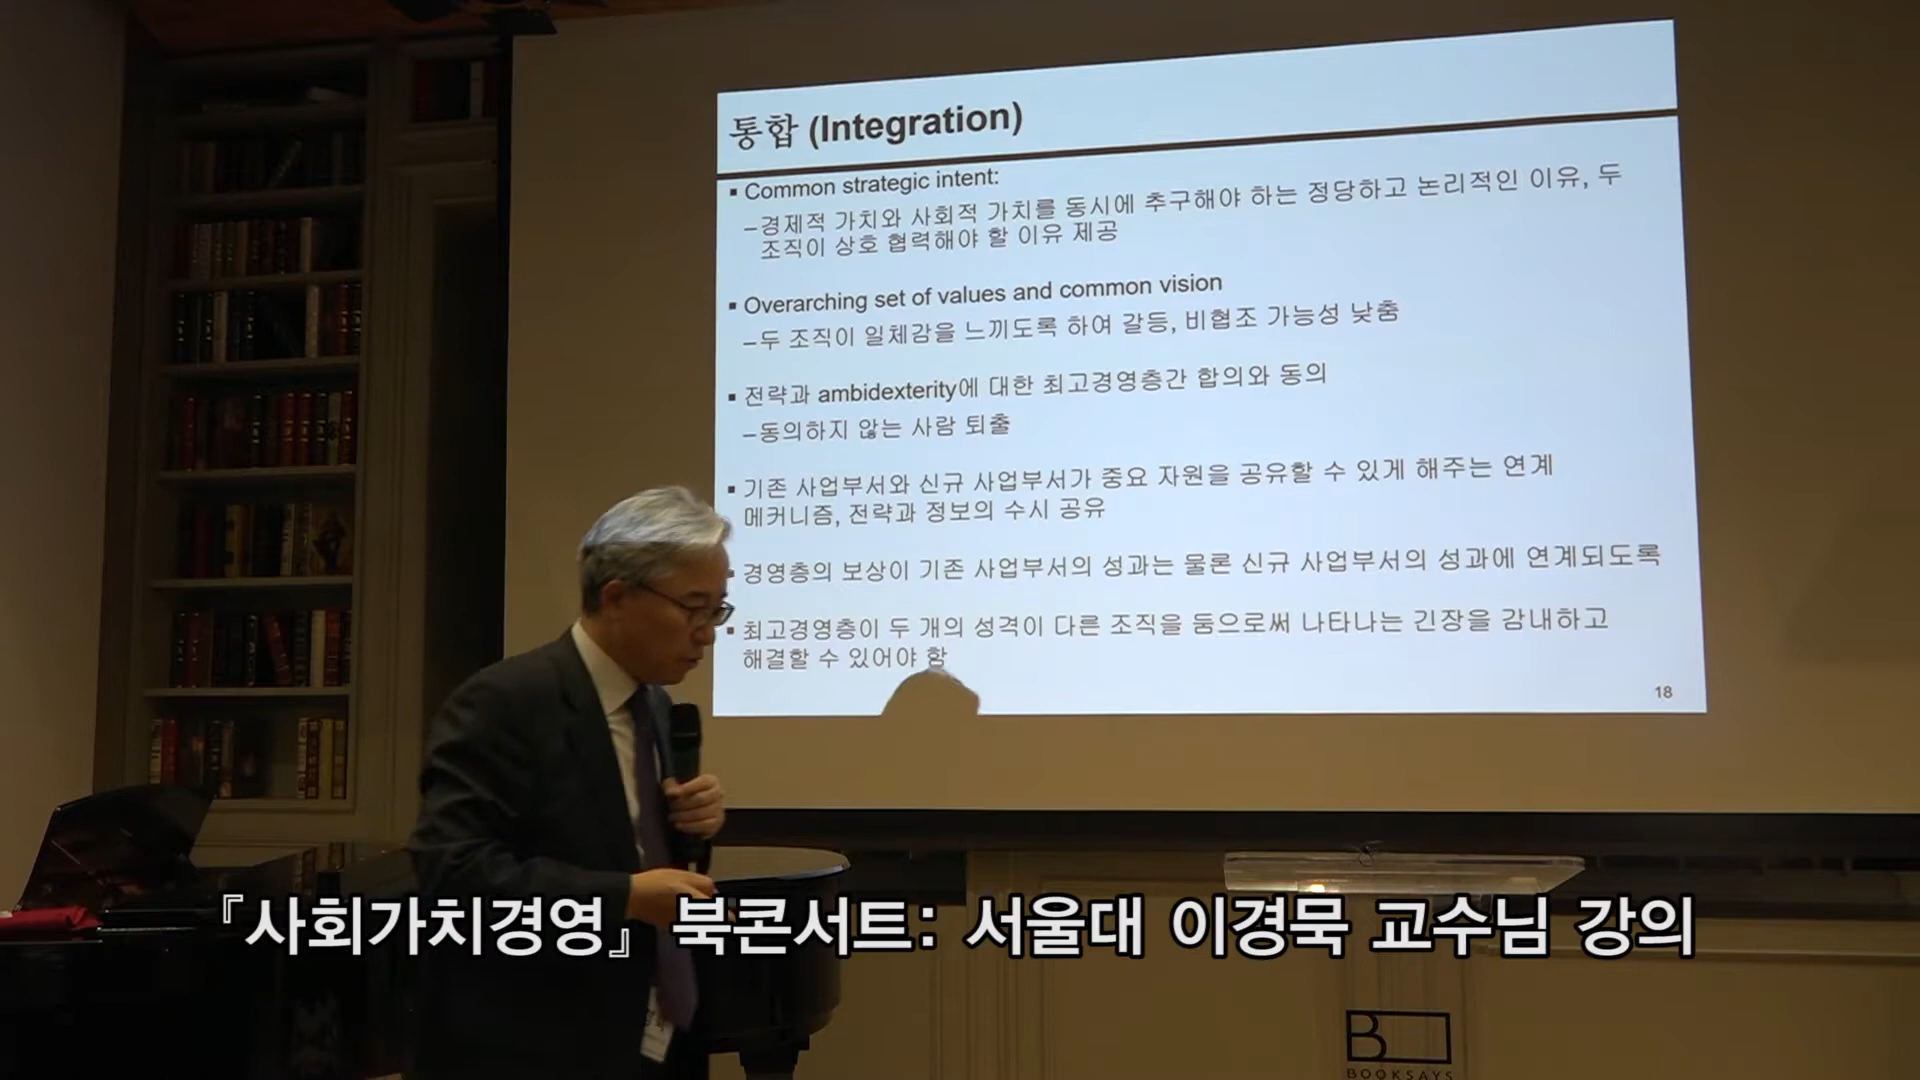 통합 (Integration)
▪ Common strategic intent:
–경제적 가치와 사회적 가치를 동시에 추구해야 하는 정당하고 논리적인 이유, 두
조직이 상호 협력해야 할 이유 제공
▪ Overarching set of values and common vision
–두 조직이 일체감을 느끼도록 하여 갈등, 비협조 가능성 낮춤
▪ 전략과 ambidexterity에 대한 최고경영층간 합의와 동의
–동의하지 않는 사람 퇴출
▪ 기존 사업부서와 신규 사업부서가 중요 자원을 공유할 수 있게 해주는 연계
메커니즘, 전략과 정보의 수시 공유
▪ 경영층의 보상이 기존 사업부서의 성과는 물론 신규 사업부서의 성과에 연계되도록
▪ 최고경영층이 두 개의 성격이 다른 조직을 둠으로써 나타나는 긴장을 감내하고
해결할 수 있어야 함
18
『사회가치경영』 북콘서트: 서울대 이경묵 교수님 강의
B
BOOKSAYS